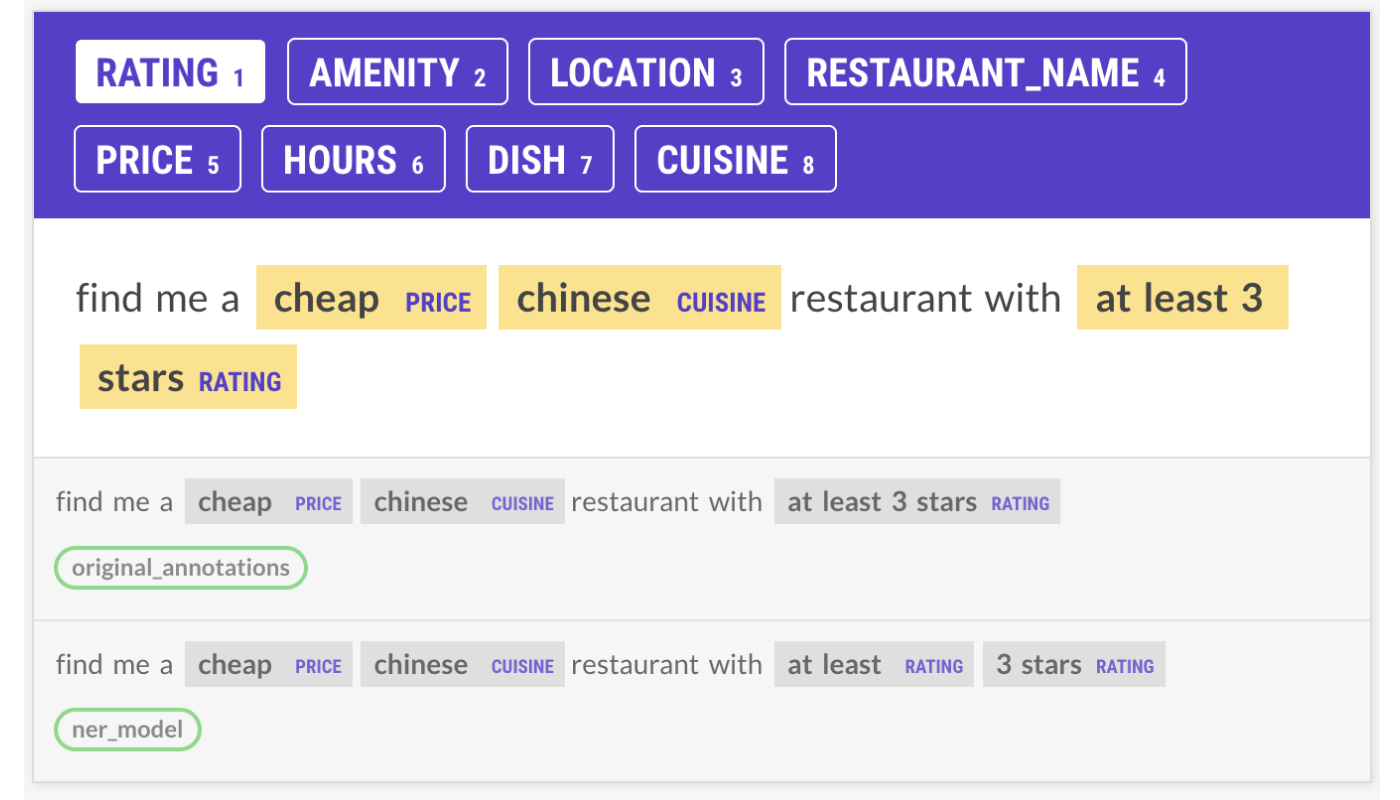 RATING 1 AMENITY 2 LOCATION 3 RESTAURANT_NAME 4
PRICE 5 HOURS 6 DISH 7 CUISINE 8
find me a cheap PRICE chinese CUISINE restaurant with at least 3
stars RATING
find me a cheap PRICE chinese CUISINE restaurant with at least 3 stars RATING
original_annotations
find me a cheap PRICE chinese CUISINE restaurant with at least RATING 3 stars RATING
ner_model